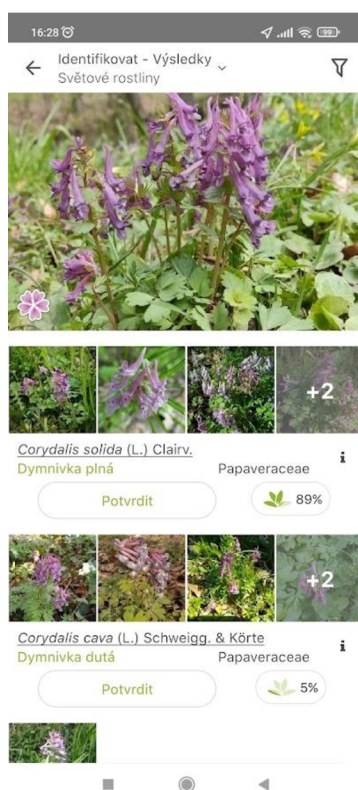 16:28
99
Identifikovat - Výsledky
Světové rostliny
+2
Corydalis solida (L.) Clairv.
i
Dymnivka plná
Papaveraceae
Potvrdit
89%
+2
Corydalis cava (L.) Schweigg. & Körte
i
Dymnivka dutá
Papaveraceae
Potvrdit
5%